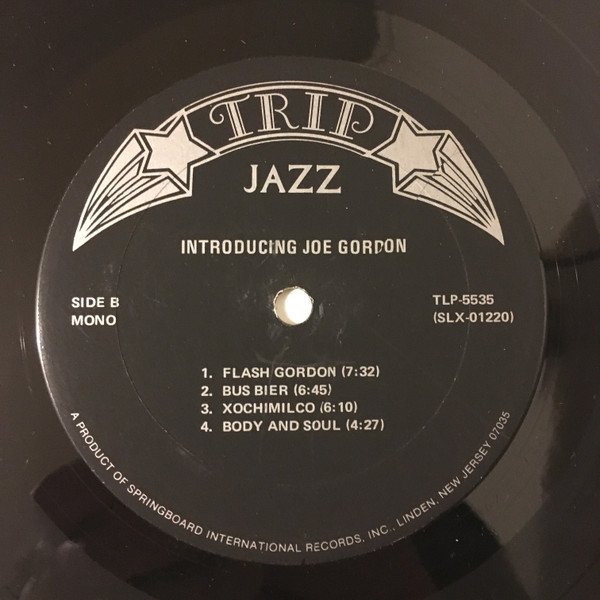 TRIP
JAZZ
INTRODUCING JOE GORDON
SIDE B
MONO
TLP-5535
(SLX-01220)
1. FLASH GORDON (7:32)
2. BUS BIER (6:45)
3. XOCHIMILCO (6:10)
4. BODY AND SOUL (4:27)
A PRODUCT OF SPRINGBOARD INTERNATIONAL RECORDS, INC., LINDEN, NEW JERSEY 07035